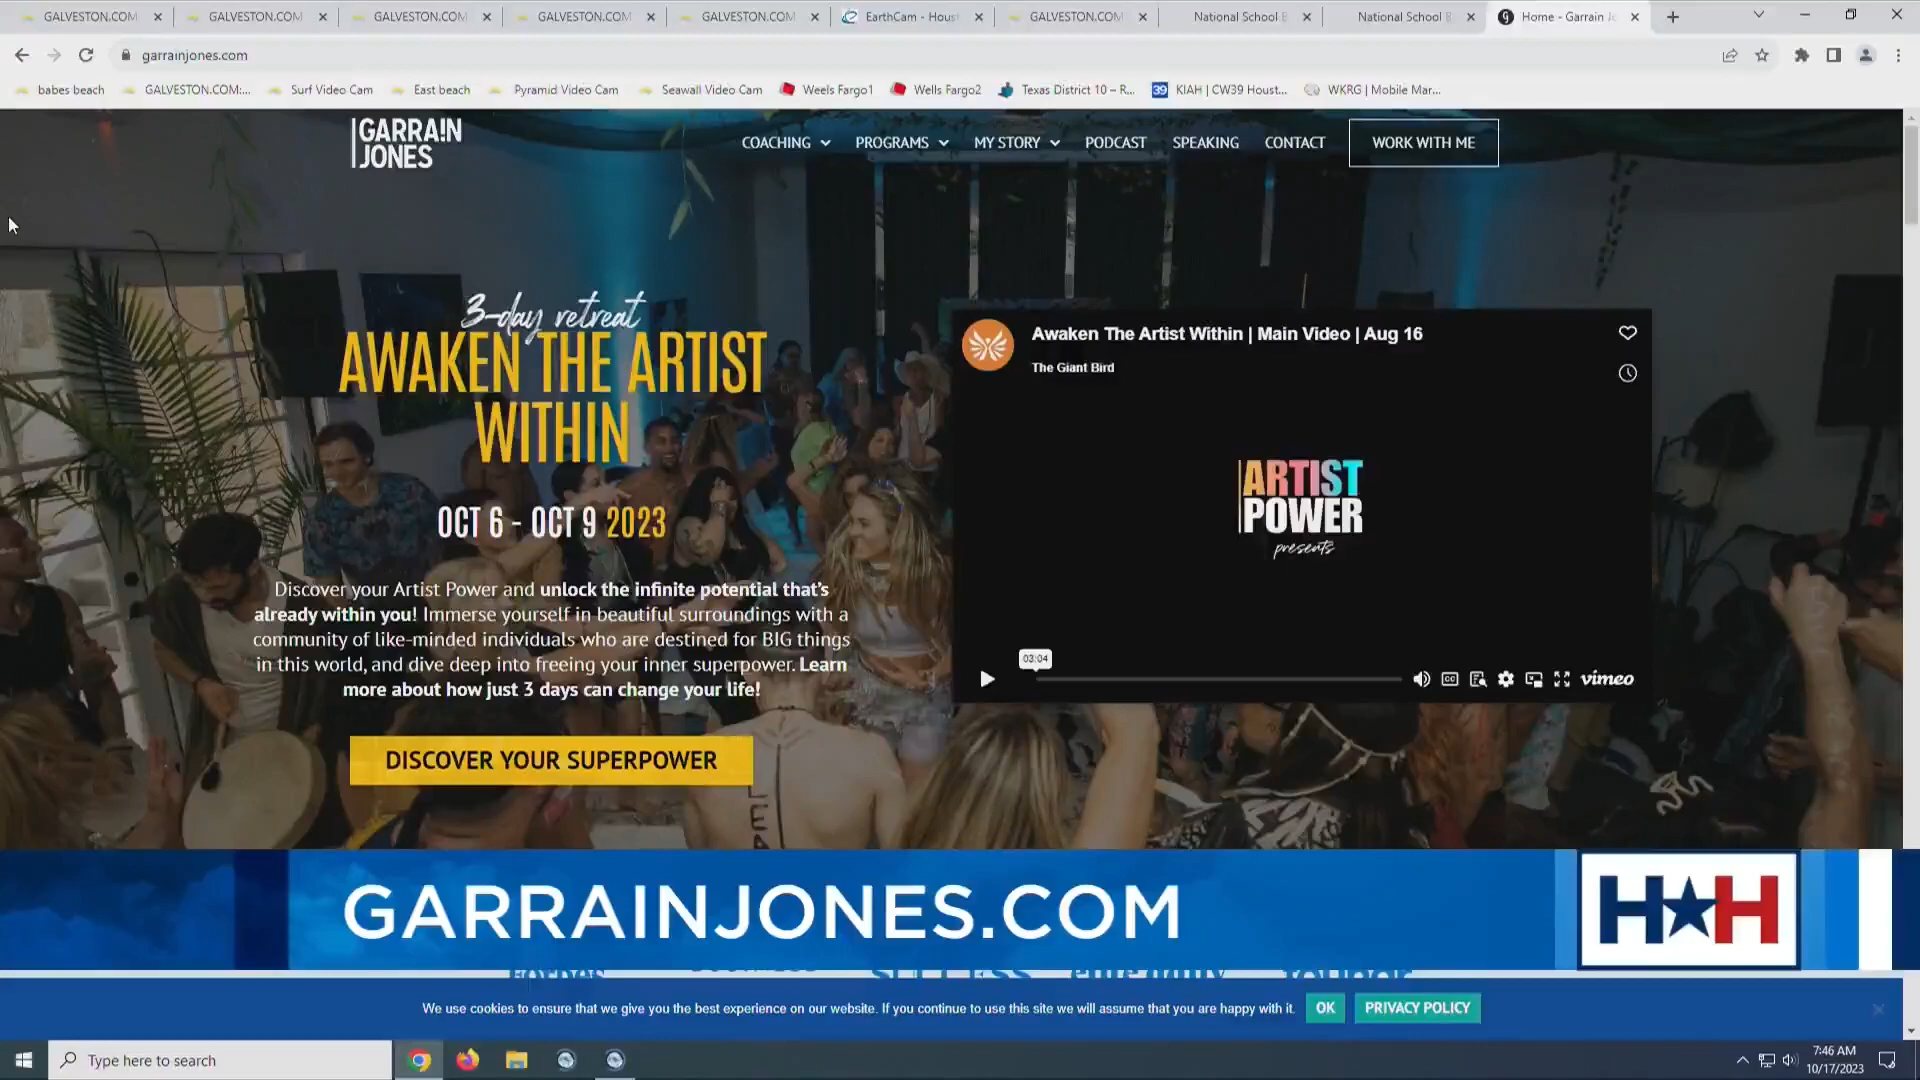 GALVESTON.COM
GALVESTON.COM
GALVESTON.COM
GALVESTON.COM
GALVESTON.COM
EarthCam - Hous
GALVESTON.COM
National School B
National School B
Home - Garrain Jo
garrainjones.com
babes beach
GALVESTON.COM:...
Surf Video Cam
East beach
Pyramid Video Cam
Seawall Video Cam
Weels Fargo1
Wells Fargo2
Texas District 10 – R...
39
KIAH | CW39 Houst...
WKRG | Mobile Mar...
GARRA!N
JONES
COACHING
PROGRAMS
MY STORY
PODCAST
SPEAKING
CONTACT
WORK WITH ME
3-day retreat
AWAKEN THE ARTIST
WITHIN
OCT 6 - OCT 9 2023
Discover your Artist Power and unlock the infinite potential that's
already within you! Immerse yourself in beautiful surroundings with a
community of like-minded individuals who are destined for BIG things
in this world, and dive deep into freeing your inner superpower. Learn
more about how just 3 days can change your life!
DISCOVER YOUR SUPERPOWER
Awaken The Artist Within | Main Video | Aug 16
The Giant Bird
ARTIST
POWER
presents
03:04
CC
vimeo
GARRAINJONES.COM
H H
Forbes
SUCCESS
We use cookies to ensure that we give you the best experience on our website. If you continue to use this site we will assume that you are happy with it.
OK
PRIVACY POLICY
Type here to search
7:46 AM
10/17/2023